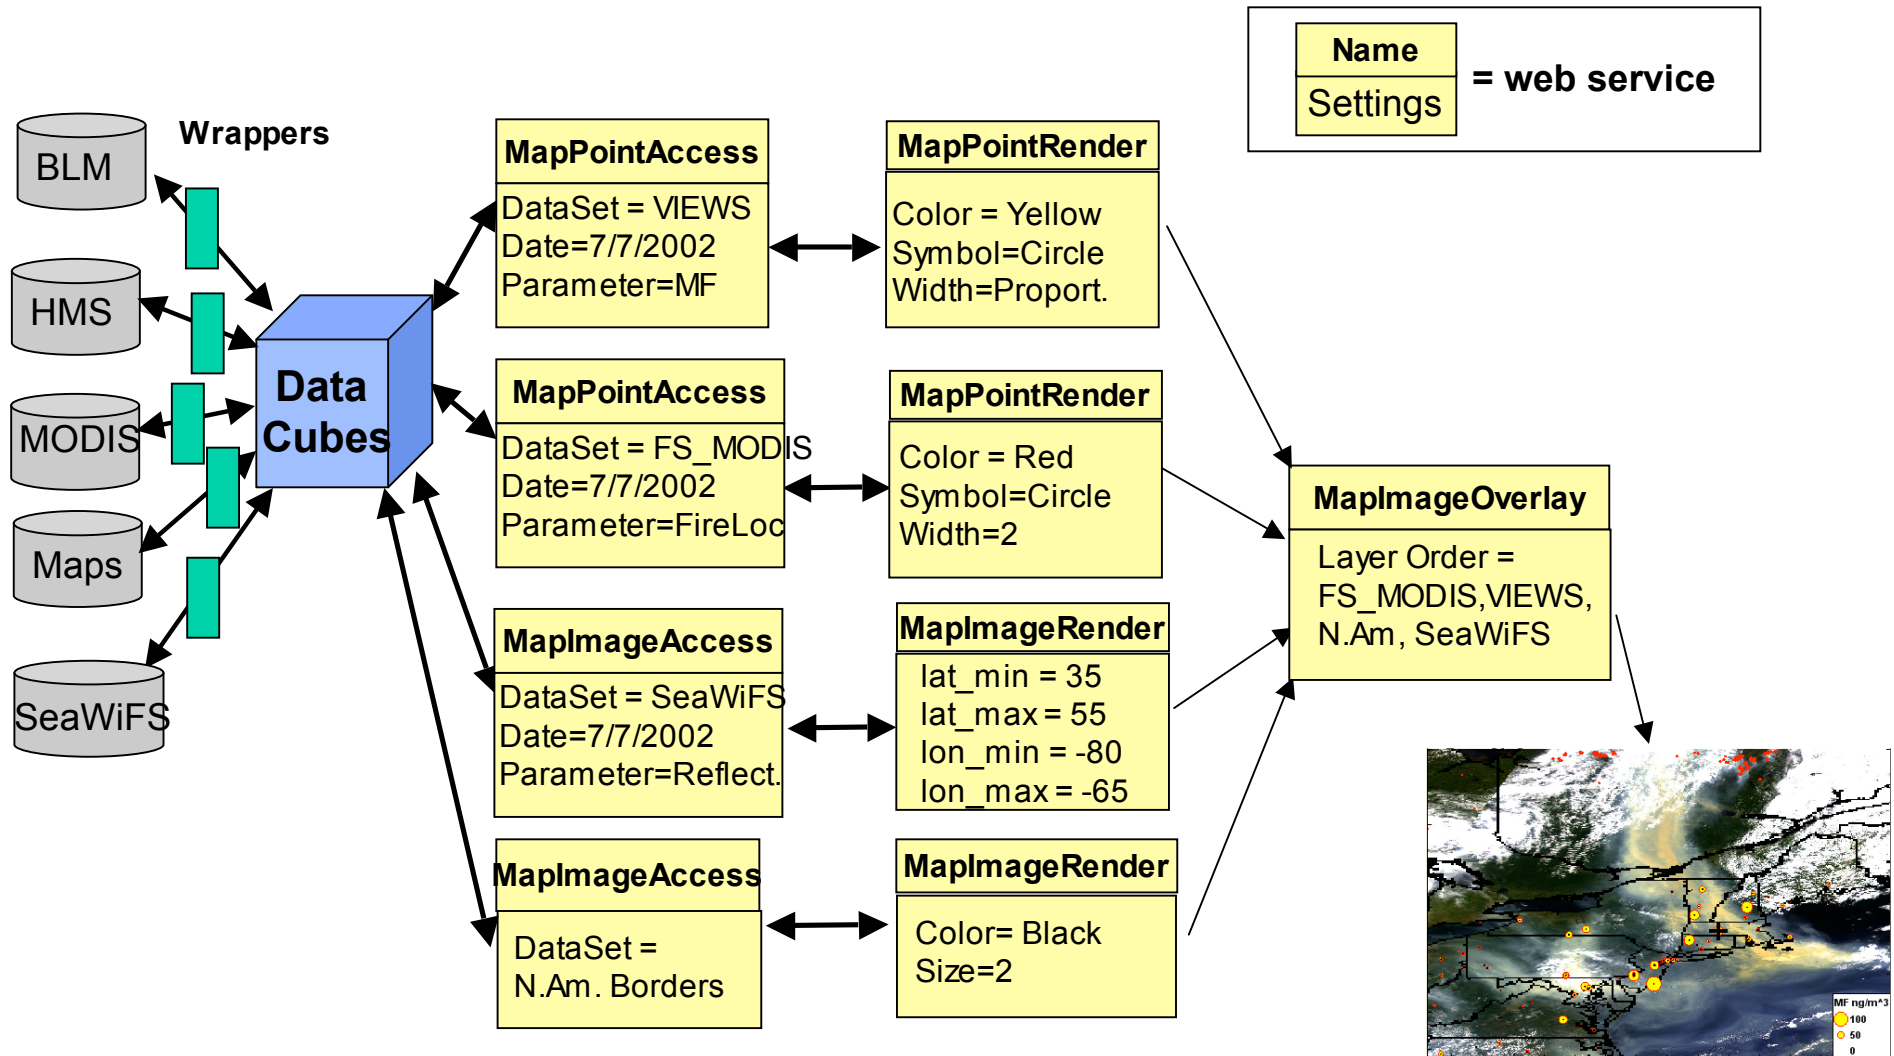 Name
Settings
= web service
Wrappers
BLM
HMS
MODIS
Maps
SeaWiFS
Data
Cubes
MapPointAccess
DataSet = VIEWS
Date=7/7/2002
Parameter=MF
MapPointRender
Color = Yellow
Symbol=Circle
Width=Proport.
MapPointAccess
DataSet = FS_MODIS
Date=7/7/2002
Parameter=FireLoc
MapPointRender
Color = Red
Symbol=Circle
Width=2
MapImageAccess
DataSet = SeaWiFS
Date=7/7/2002
Parameter=Reflect.
MapImageRender
lat_min = 35
lat_max = 55
lon_min = -80
lon_max = -65
MapImageAccess
DataSet =
N.Am. Borders
MapImageRender
Color= Black
Size=2
MapImageOverlay
Layer Order =
FS_MODIS,VIEWS,
N.Am, SeaWiFS
MF ng/m^3
100
50
0